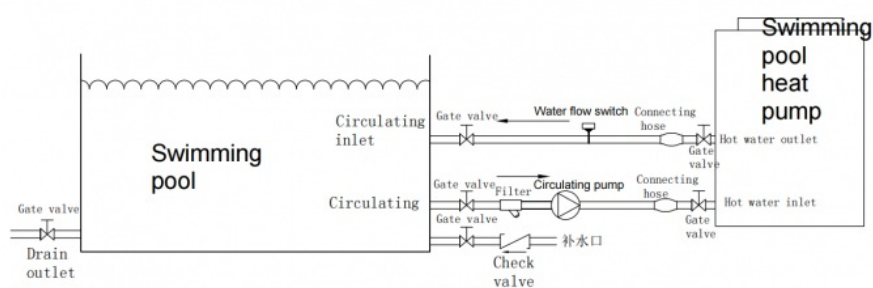 Swimming
pool
heat
pump
Circulating
inlet
Gate valve
Water flow switch
Connecting
hose
Gate
valve
Hot water outlet
Swimming
pool
Circulating
Gate valve
Filter
Circulating pump
Connecting
hose
Gate
valve
Hot water inlet
Gate valve
Gate valve
补水口
Drain
outlet
Check
valve